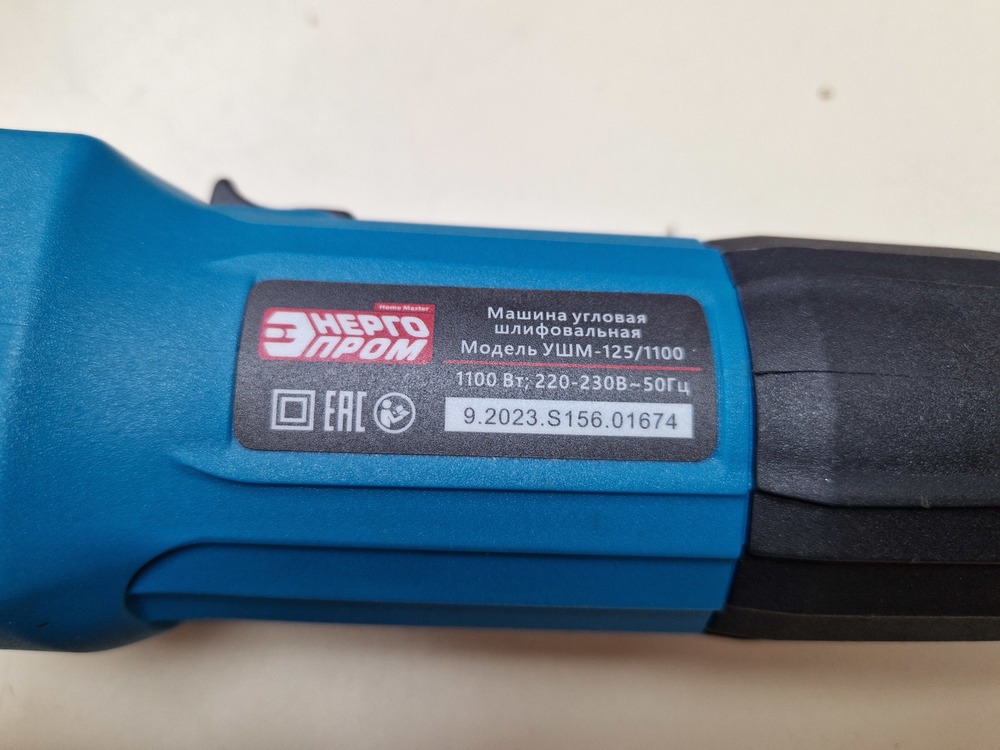 Home Master
ЭНЕРГО
ПРОМ
Машина угловая
шлифовальная
Модель УШМ-125/1100
1100 Вт; 220-230В~50Гц
EAC
9.2023.S156.01674